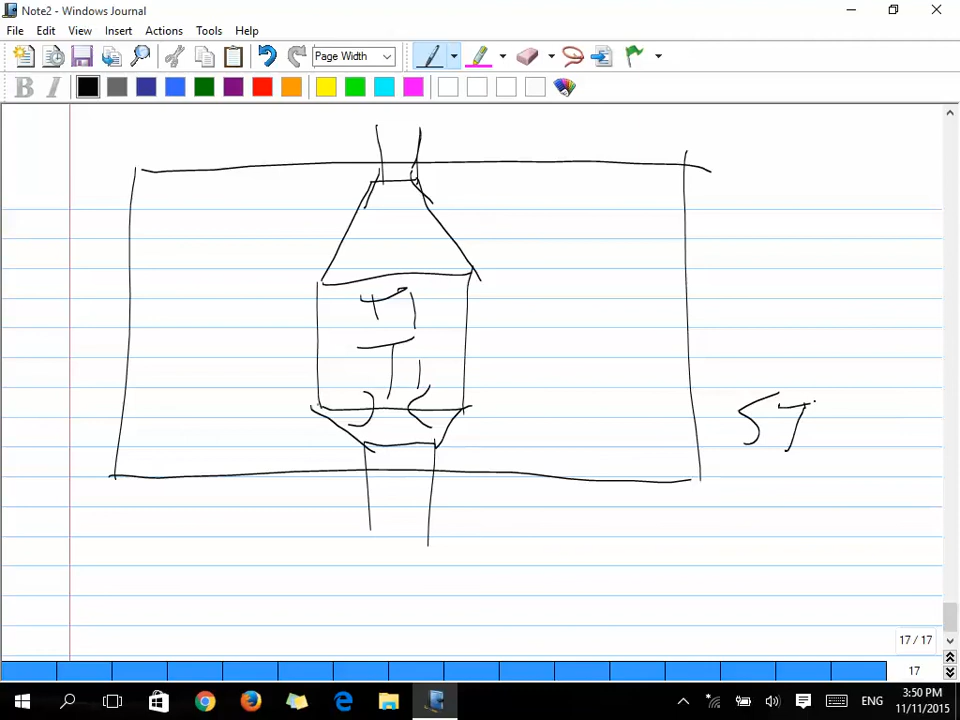 Note2 - Windows Journal
File Edit View Insert Actions Tools Help
Page Width
B I
17 / 17
17
ENG
3:50 PM
11/11/2015